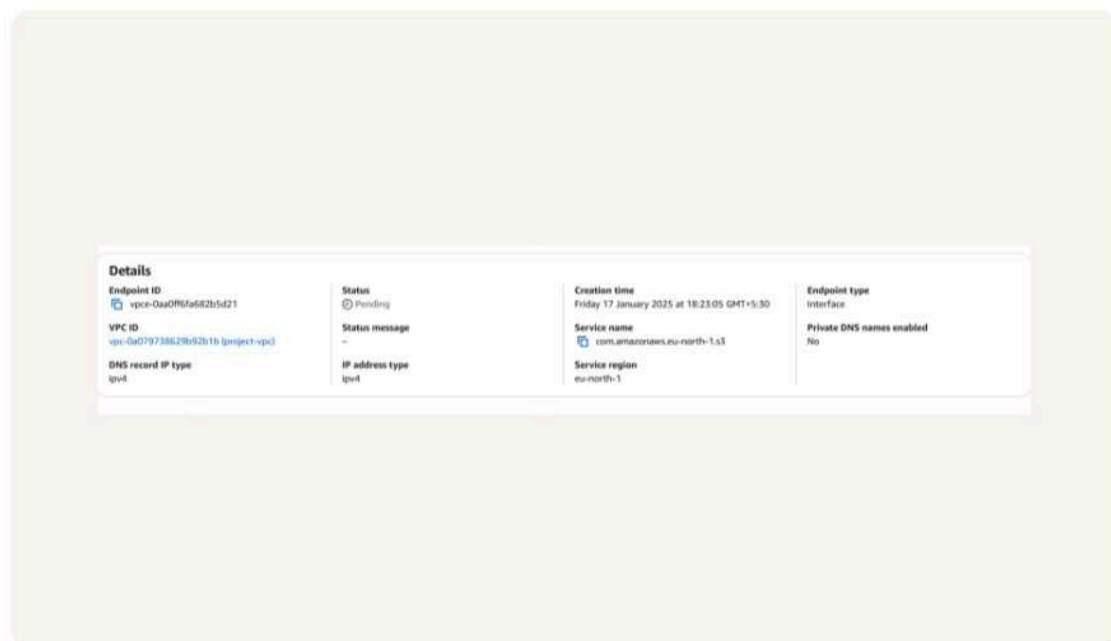 Details
Endpoint ID
vpce-0aa0ff6fa682b5d21
Status
Pending
Creation time
Friday 17 January 2025 at 18:23:05 GMT+5:30
Endpoint type
Interface
VPC ID
vpc-0a079738629b92b16 (project-vpc)
Status message
–
Service name
com.amazonaws.eu-north-1.s3
Private DNS names enabled
No
DNS record IP type
ipv4
IP address type
ipv4
Service region
eu-north-1